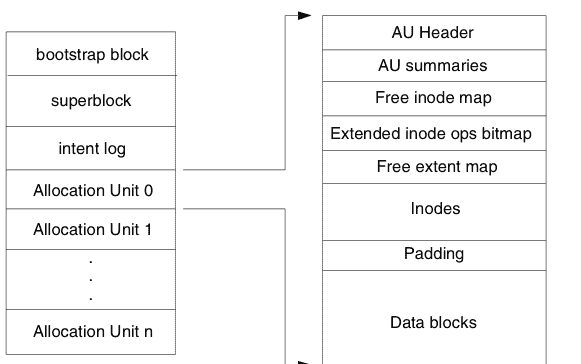 bootstrap block
superblock
intent log
Allocation Unit 0
Allocation Unit 1
.
.
.
Allocation Unit n
AU Header
AU summaries
Free inode map
Extended inode ops bitmap
Free extent map
Inodes
Padding
Data blocks